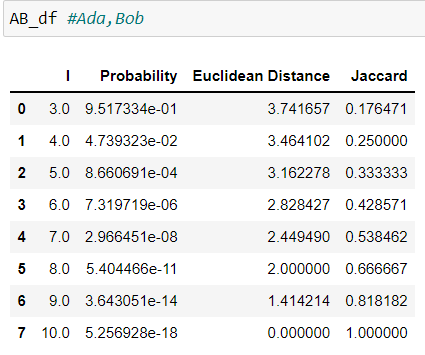 AB_df #Ada,Bob
I Probability Euclidean Distance Jaccard
0 3.0 9.517334e-01 3.741657 0.176471
1 4.0 4.739323e-02 3.464102 0.250000
2 5.0 8.660691e-04 3.162278 0.333333
3 6.0 7.319719e-06 2.828427 0.428571
4 7.0 2.966451e-08 2.449490 0.538462
5 8.0 5.404466e-11 2.000000 0.666667
6 9.0 3.643051e-14 1.414214 0.818182
7 10.0 5.256928e-18 0.000000 1.000000